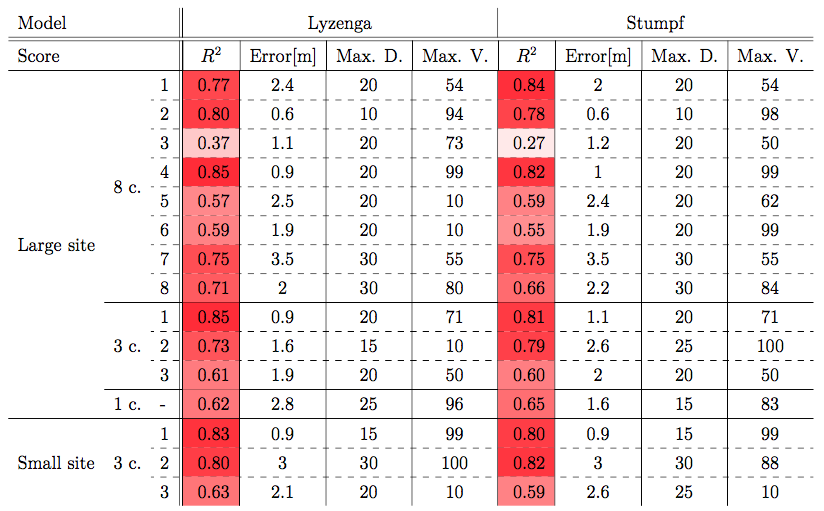 Model Lyzenga Stumpf
Score R² Error[m] Max. D. Max. V. R² Error[m] Max. D. Max. V.
1 0.77 2.4 20 54 0.84 2 20 54
2 0.80 0.6 10 94 0.78 0.6 10 98
3 0.37 1.1 20 73 0.27 1.2 20 50
4 0.85 0.9 20 99 0.82 1 20 99
8 c.
5 0.57 2.5 20 10 0.59 2.4 20 62
6 0.59 1.9 20 10 0.55 1.9 20 99
Large site
7 0.75 3.5 30 55 0.75 3.5 30 55
8 0.71 2 30 80 0.66 2.2 30 84
1 0.85 0.9 20 71 0.81 1.1 20 71
3 c. 2 0.73 1.6 15 10 0.79 2.6 25 100
3 0.61 1.9 20 50 0.60 2 20 50
1 c. - 0.62 2.8 25 96 0.65 1.6 15 83
1 0.83 0.9 15 99 0.80 0.9 15 99
Small site 3 c. 2 0.80 3 30 100 0.82 3 30 88
3 0.63 2.1 20 10 0.59 2.6 25 10